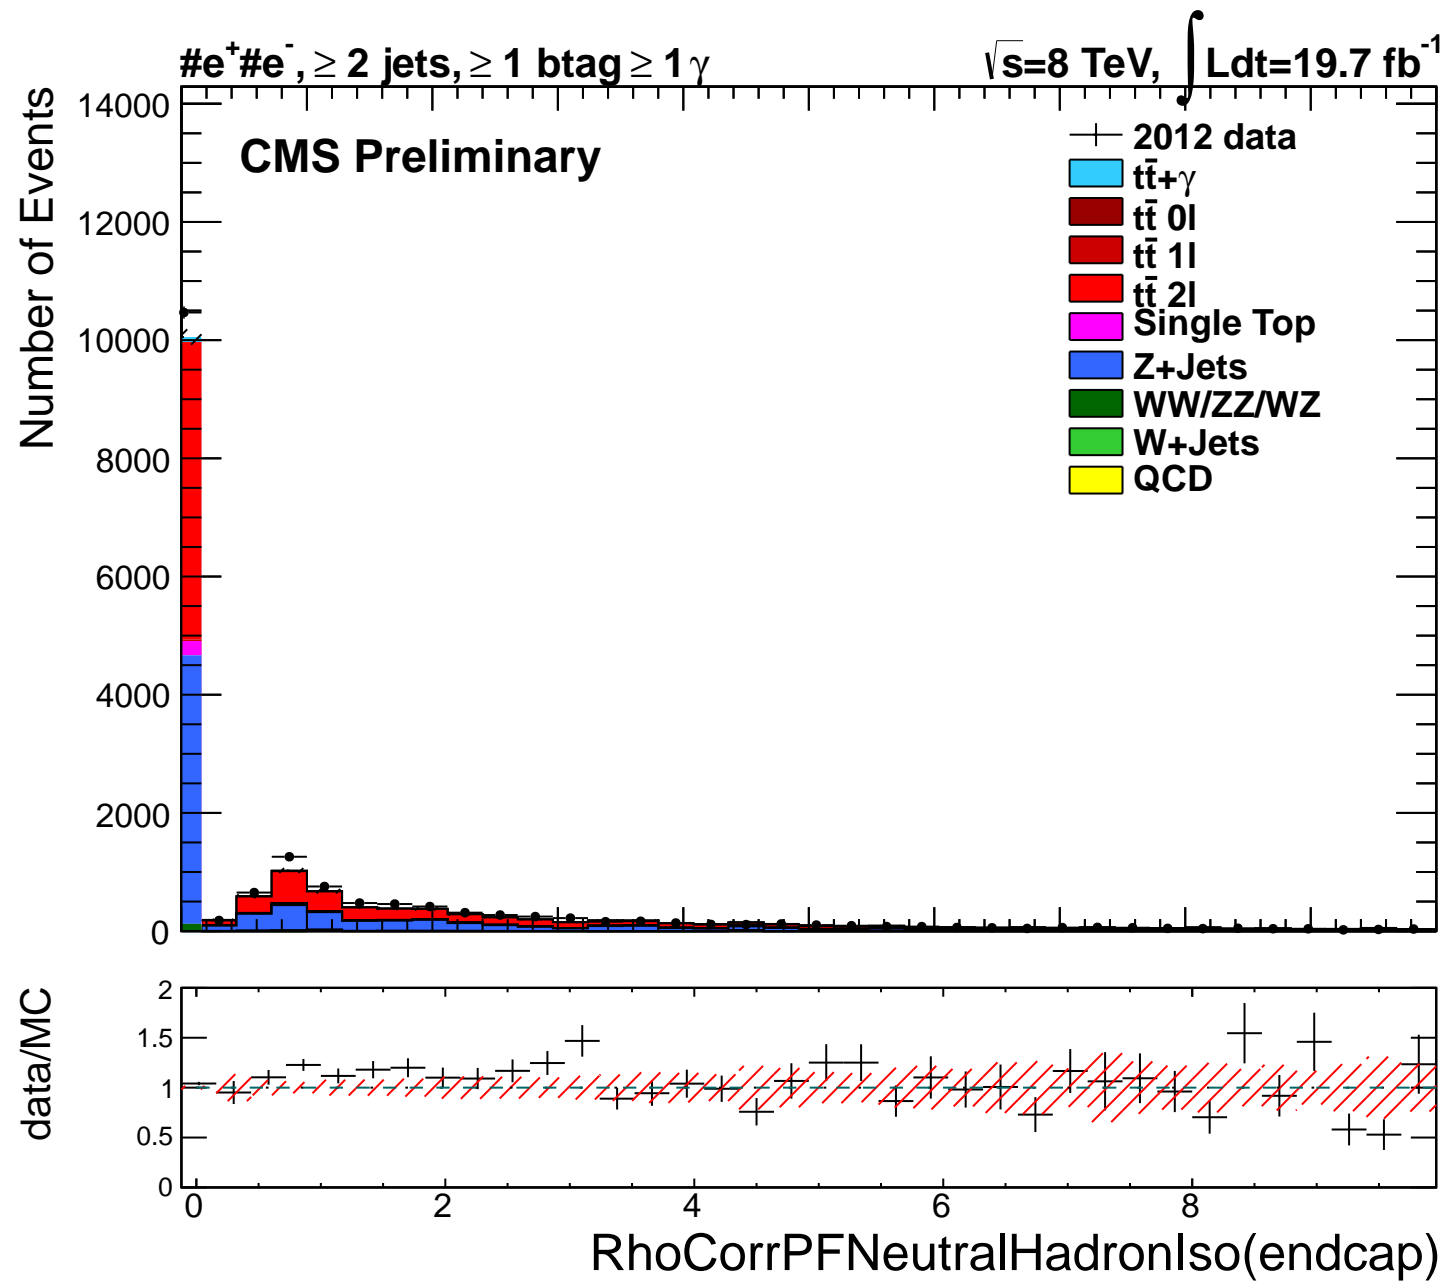 #e⁺#e⁻, ≥ 2 jets, ≥ 1 btag ≥ 1 γ
√s=8 TeV, ∫ Ldt=19.7 fb⁻¹
CMS Preliminary
2012 data
tt̄+γ
tt̄ 0l
tt̄ 1l
tt̄ 2l
Single Top
Z+Jets
WW/ZZ/WZ
W+Jets
QCD
Number of Events
14000
12000
10000
8000
6000
4000
2000
0
data/MC
2
1.5
1
0.5
0
0 2 4 6 8
RhoCorrPFNeutralHadronIso(endcap)